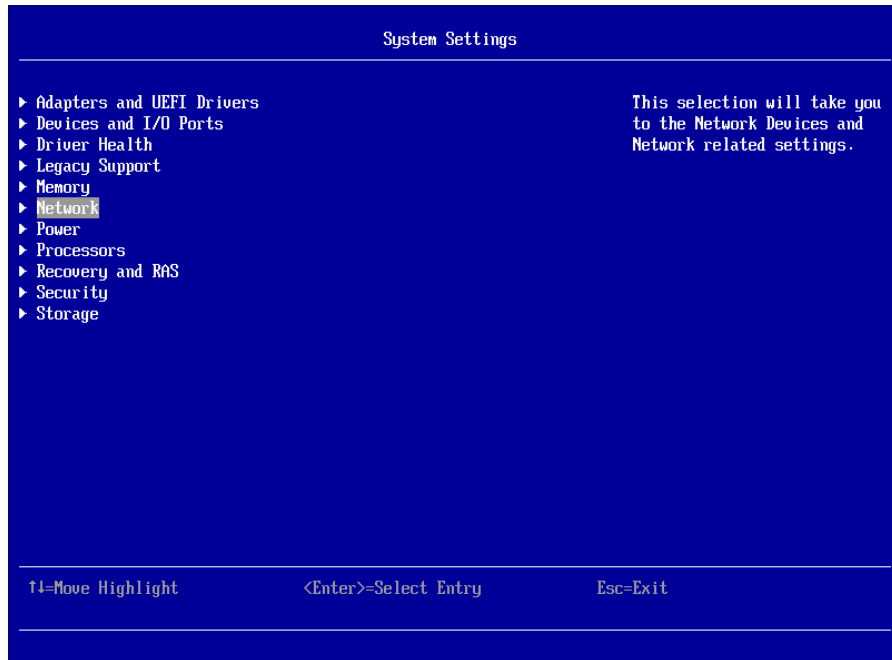 System Settings
▶ Adapters and UEFI Drivers
▶ Devices and I/O Ports
▶ Driver Health
▶ Legacy Support
▶ Memory
▶ Network
▶ Power
▶ Processors
▶ Recovery and RAS
▶ Security
▶ Storage
This selection will take you
to the Network Devices and
Network related settings.
↑↓=Move Highlight <Enter>=Select Entry Esc=Exit